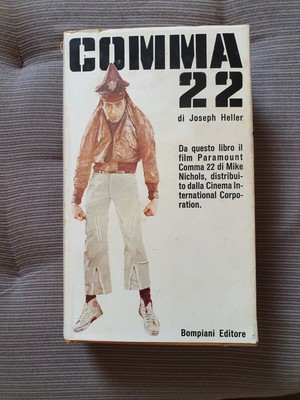 COMMA
22
di Joseph Heller
Da questo libro il
film Paramount
Comma 22 di Mike
Nichols, distribui-
to dalla Cinema In-
ternational Corpo-
ration.
Bompiani Editore